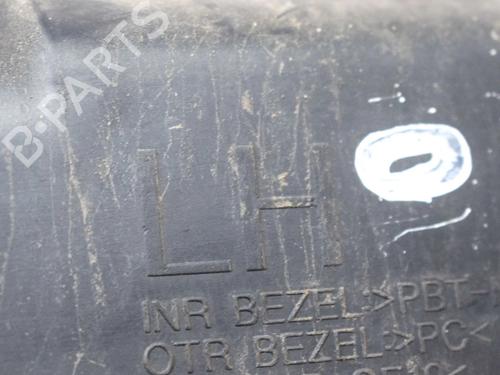 B-PARTS
LH
INR BEZEL:>PBT-
OTR BEZEL:>PC<